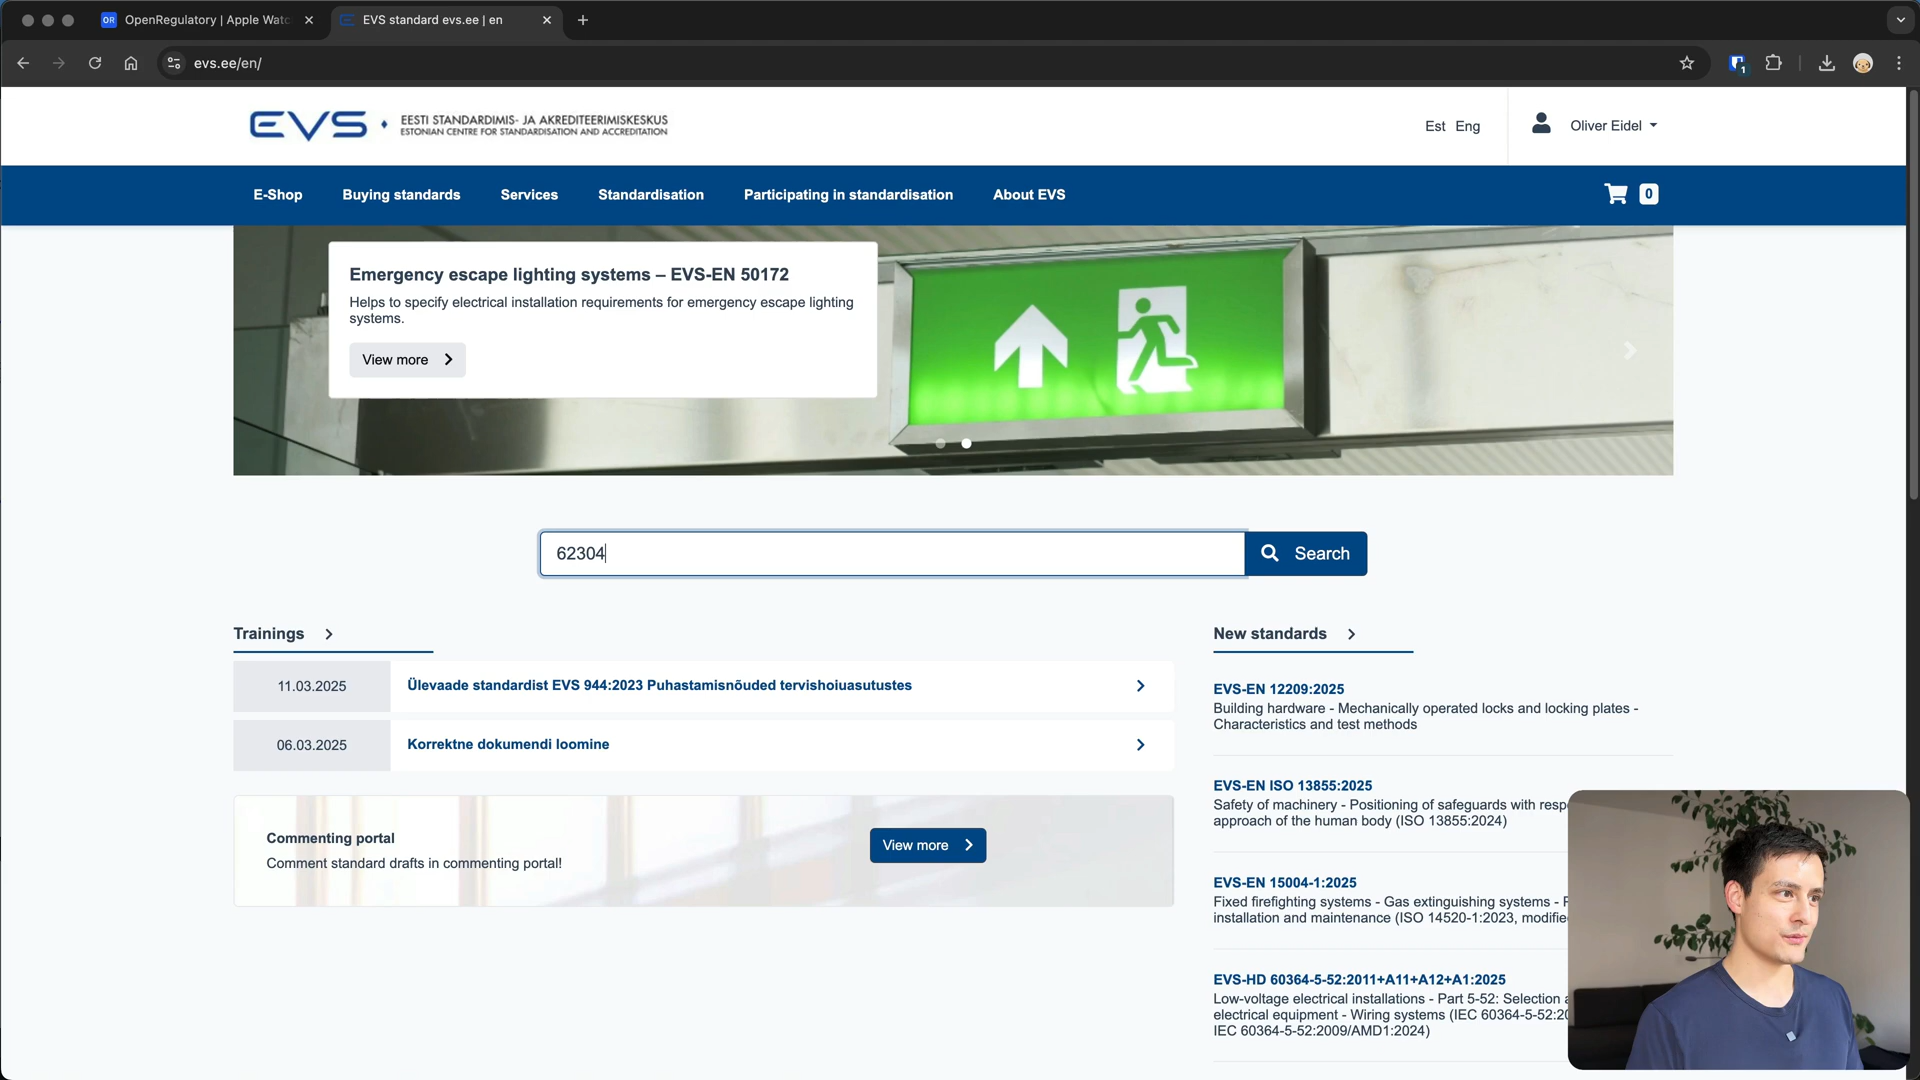 OR OpenRegulatory | Apple Watc
EVS standard evs.ee | en
evs.ee/en/
1
EVS
EESTI STANDARDIMIS- JA AKREDITEERIMISKESKUS
ESTONIAN CENTRE FOR STANDARDISATION AND ACCREDITATION
Est Eng
Oliver Eidel
E-Shop
Buying standards
Services
Standardisation
Participating in standardisation
About EVS
0
Emergency escape lighting systems – EVS-EN 50172
Helps to specify electrical installation requirements for emergency escape lighting
systems.
View more
62304
Search
Trainings
11.03.2025
Ülevaade standardist EVS 944:2023 Puhastamisnõuded tervishoiuasutustes
06.03.2025
Korrektne dokumendi loomine
Commenting portal
Comment standard drafts in commenting portal!
View more
New standards
EVS-EN 12209:2025
Building hardware - Mechanically operated locks and locking plates -
Characteristics and test methods
EVS-EN ISO 13855:2025
Safety of machinery - Positioning of safeguards with resp
approach of the human body (ISO 13855:2024)
EVS-EN 15004-1:2025
Fixed firefighting systems - Gas extinguishing systems -
installation and maintenance (ISO 14520-1:2023, modifie
EVS-HD 60364-5-52:2011+A11+A12+A1:2025
Low-voltage electrical installations - Part 5-52: Selection
electrical equipment - Wiring systems (IEC 60364-5-52:20
IEC 60364-5-52:2009/AMD1:2024)